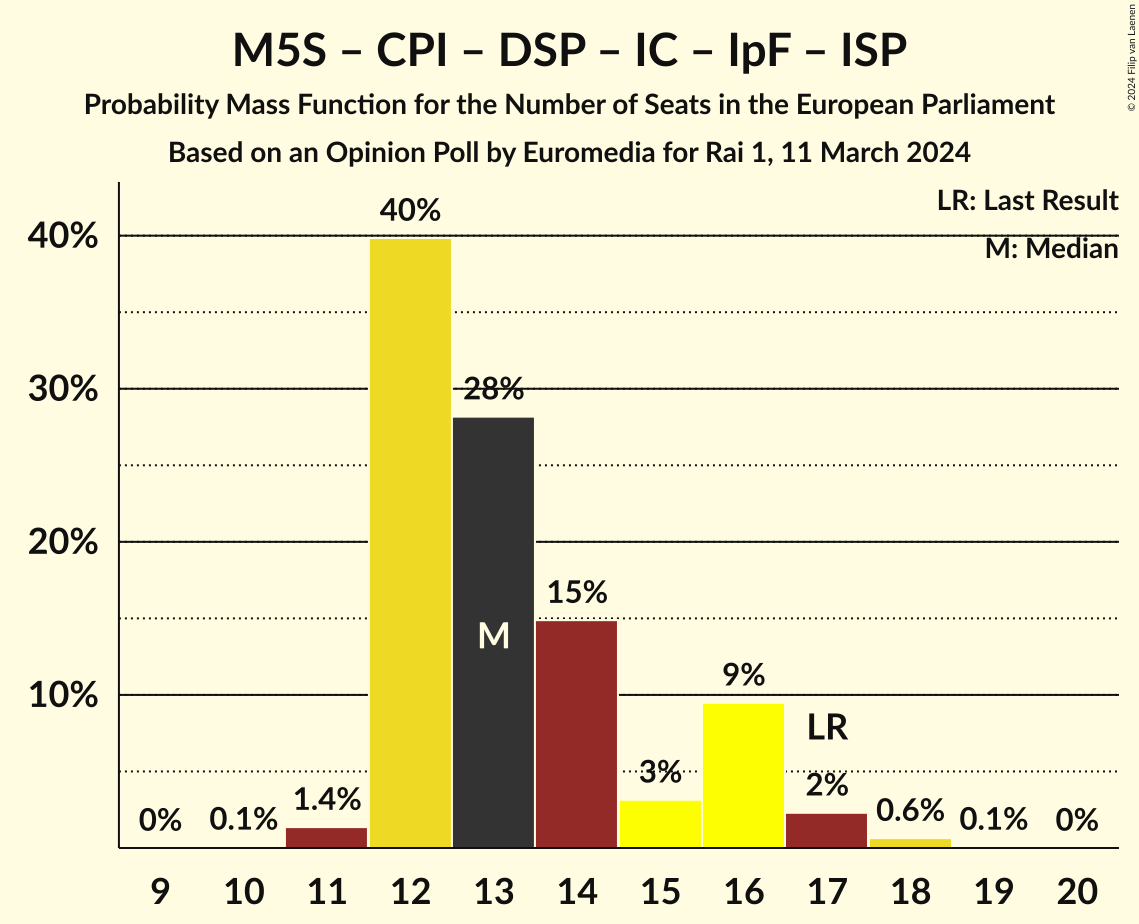 M5S – CPI – DSP – IC – IpF – ISP
Probability Mass Function for the Number of Seats in the European Parliament
Based on an Opinion Poll by Euromedia for Rai 1, 11 March 2024
© 2024 Filip van Laenen
LR: Last Result
M: Median
40%
30%
20%
10%
0%
0.1%
1.4%
40%
28%
M
15%
3%
9%
LR
2%
0.6%
0.1%
0%
9 10 11 12 13 14 15 16 17 18 19 20